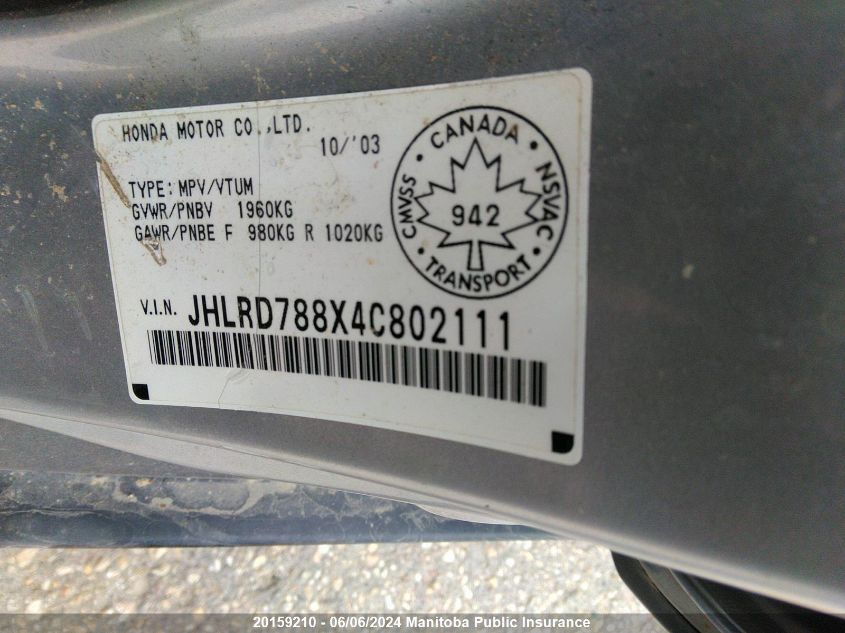 HONDA MOTOR CO.,LTD.
10/'03
TYPE: MPV/VTUM
GVWR/PNBV 1960KG
GAWR/PNBE F 980KG R 1020KG
V.I.N. JHLRD788X4C802111
· CANADA ·
CMVSS
NSVAC
942
· TRANSPORT ·
20159210 - 06/06/2024 Manitoba Public Insurance